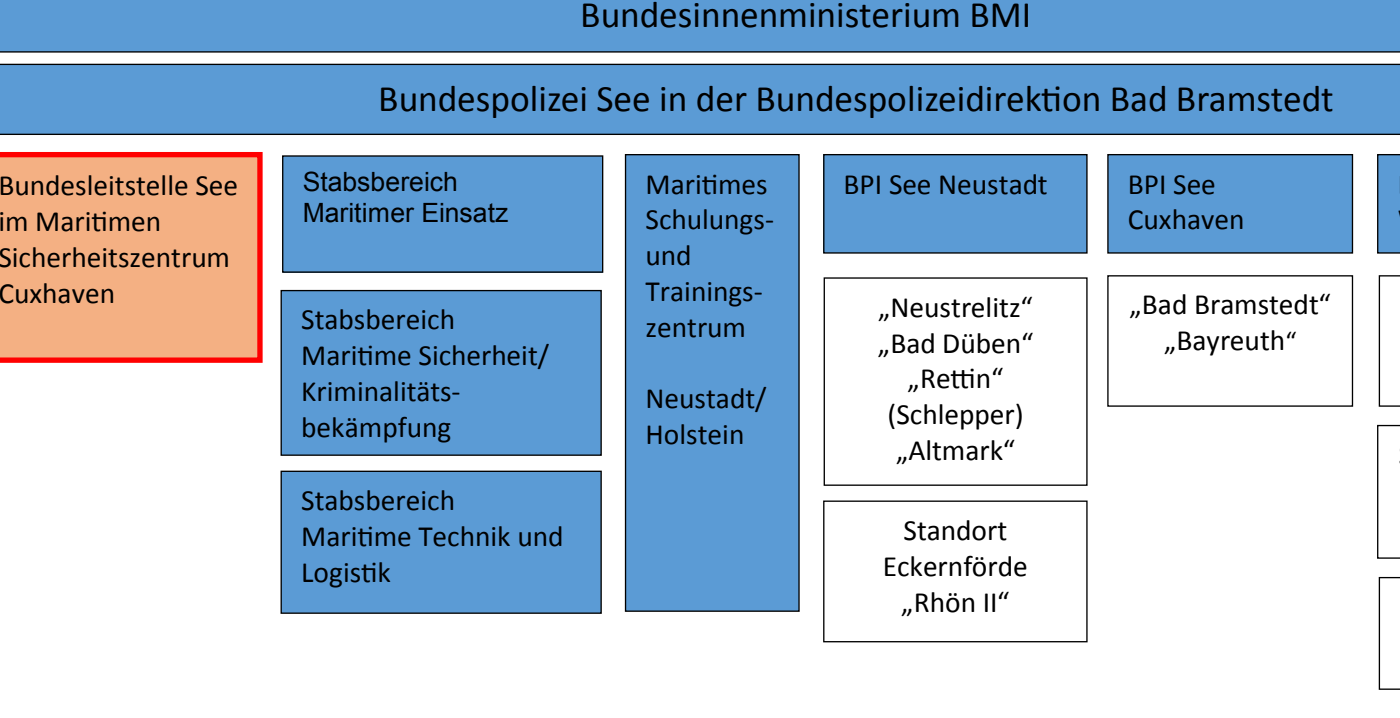 Bundesinnenministerium BMI
Bundespolizei See in der Bundespolizeidirektion Bad Bramstedt
Bundesleitstelle See
im Maritimen
Sicherheitszentrum
Cuxhaven
Stabsbereich
Maritimer Einsatz
Stabsbereich
Maritime Sicherheit/
Kriminalitäts-
bekämpfung
Stabsbereich
Maritime Technik und
Logistik
Maritimes
Schulungs-
und
Trainings-
zentrum
Neustadt/
Holstein
BPI See Neustadt
„Neustrelitz“
„Bad Düben“
„Rettin“
(Schlepper)
„Altmark“
Standort
Eckernförde
„Rhön II“
BPI See
Cuxhaven
„Bad Bramstedt“
„Bayreuth“